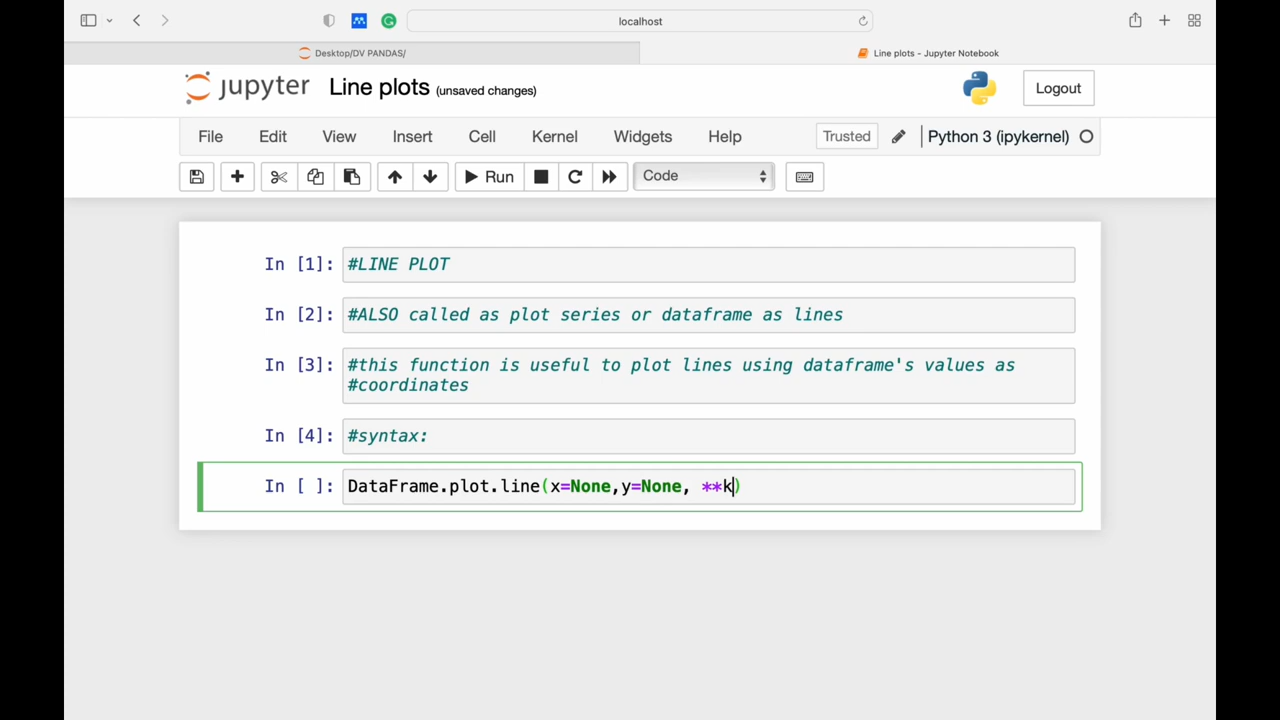 localhost
Desktop/DV PANDAS/
Line plots - Jupyter Notebook
jupyter Line plots (unsaved changes)
Logout
File Edit View Insert Cell Kernel Widgets Help Trusted Python 3 (ipykernel)
Run Code
In [1]: #LINE PLOT
In [2]: #ALSO called as plot series or dataframe as lines
In [3]: #this function is useful to plot lines using dataframe's values as
#coordinates
In [4]: #syntax:
In [ ]: DataFrame.plot.line(x=None,y=None, **k)